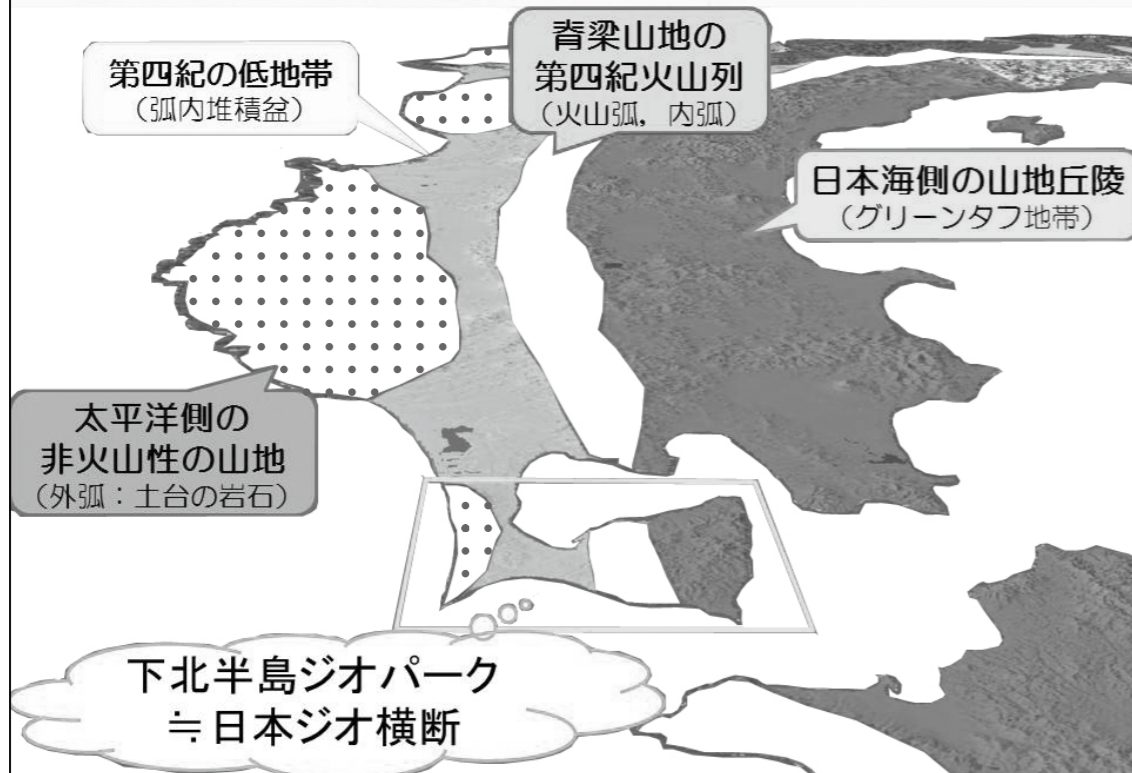 第四紀の低地帯
（弧内堆積盆）
脊梁山地の
第四紀火山列
（火山弧，内弧）
日本海側の山地丘陵
（グリーンタフ地帯）
太平洋側の
非火山性の山地
（外弧：土台の岩石）
下北半島ジオパーク
≒日本ジオ横断